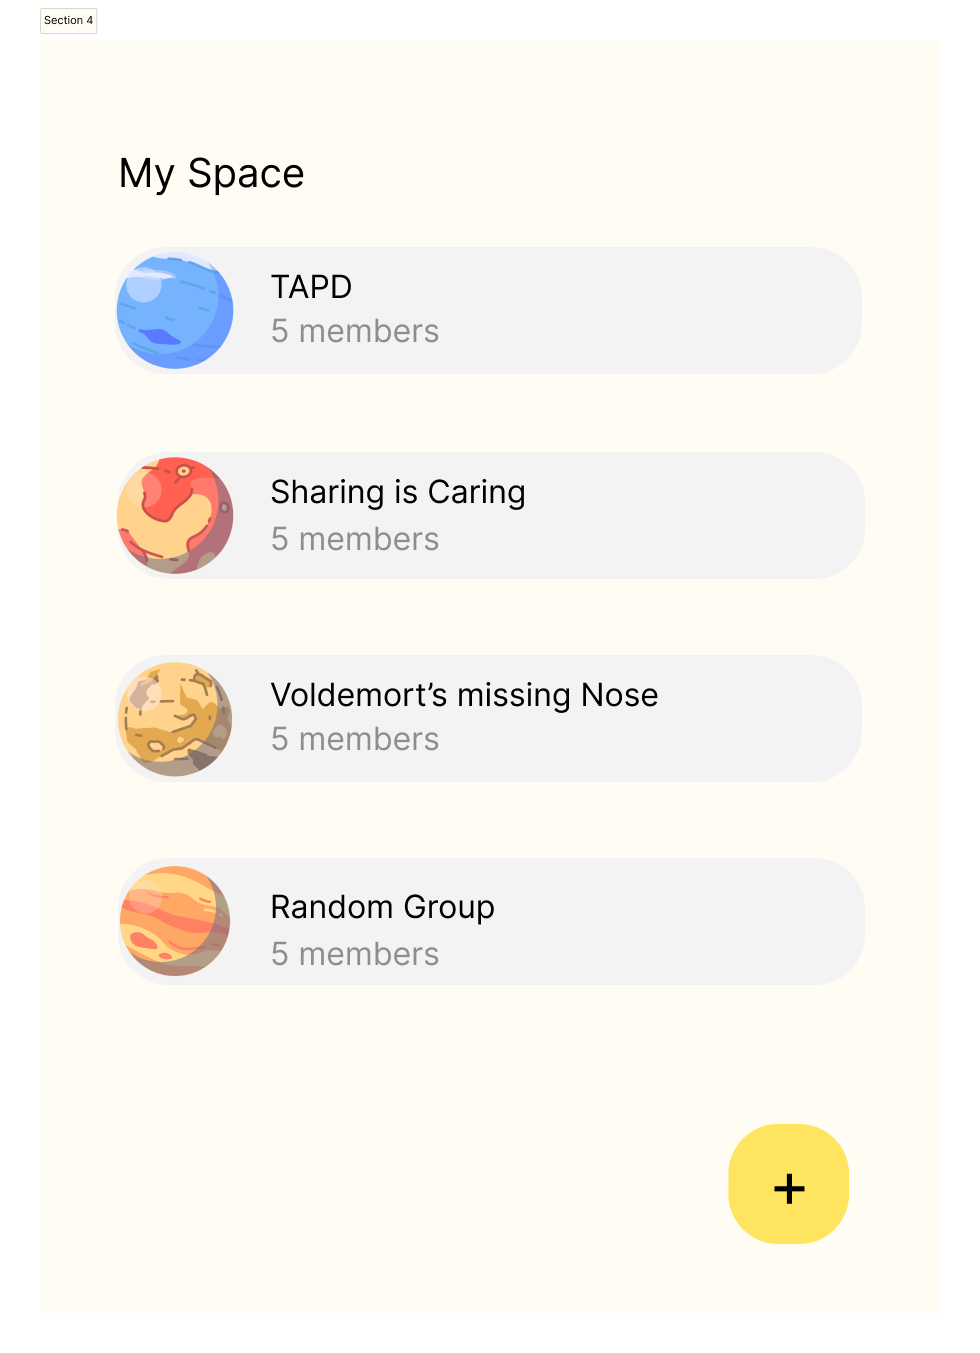 Section 4
My Space
TAPD
5 members
Sharing is Caring
5 members
Voldemort’s missing Nose
5 members
Random Group
5 members
+